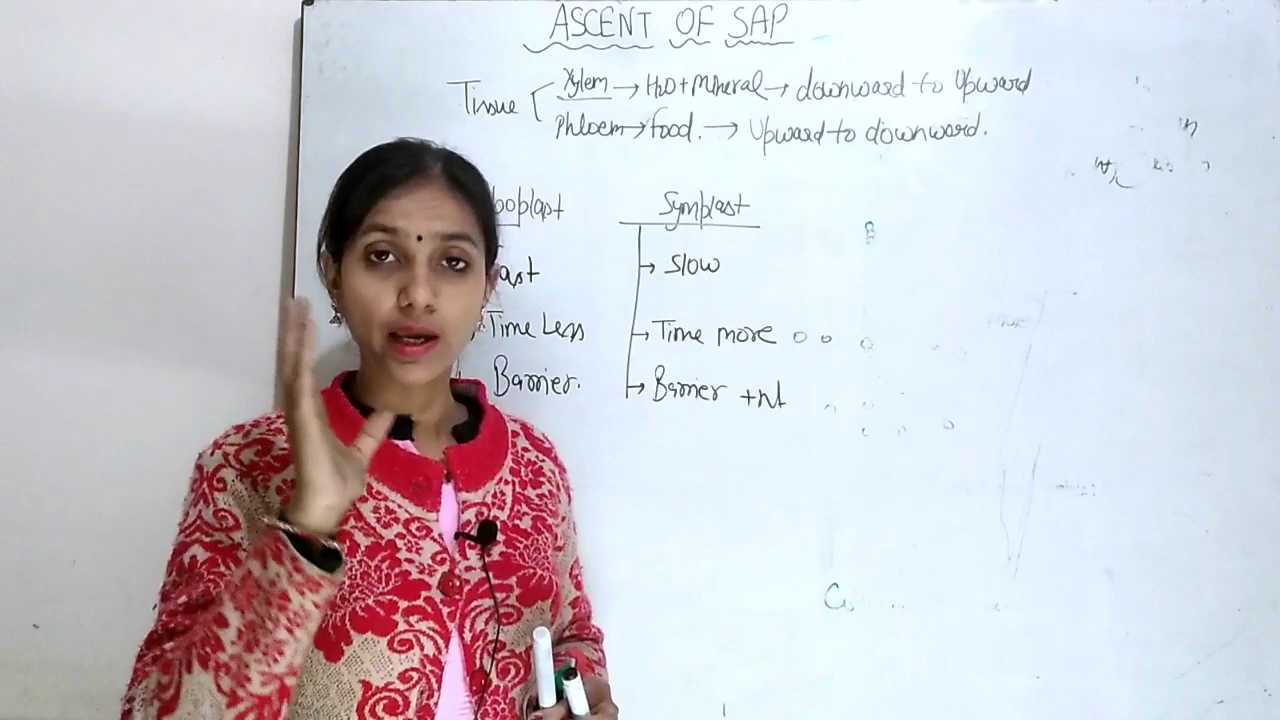 ASCENT OF SAP
Tissue
Xylem → H2O + Mineral → downward to Upward
Phloem → food. → Upward to downward.
Symplast
→ Slow
Time Less
→ Time more
Barrier.
→ Barrier +nt